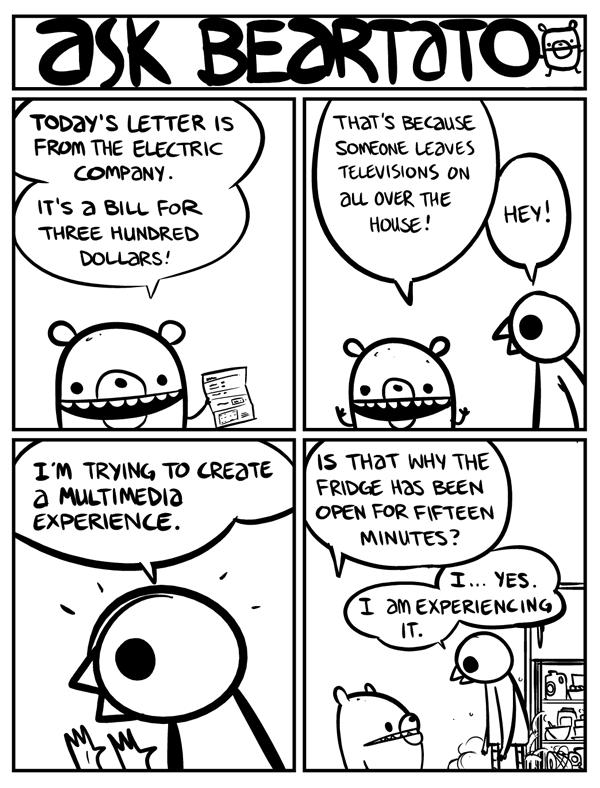 ASK BEARTATO
TODAY'S LETTER IS
FROM THE ELECTRIC
COMPANY.
IT'S A BILL FOR
THREE HUNDRED
DOLLARS!
THAT'S BECAUSE
SOMEONE LEAVES
TELEVISIONS ON
ALL OVER THE
HOUSE!
HEY!
I'M TRYING TO CREATE
A MULTIMEDIA
EXPERIENCE.
IS THAT WHY THE
FRIDGE HAS BEEN
OPEN FOR FIFTEEN
MINUTES?
I... YES.
I AM EXPERIENCING
IT.